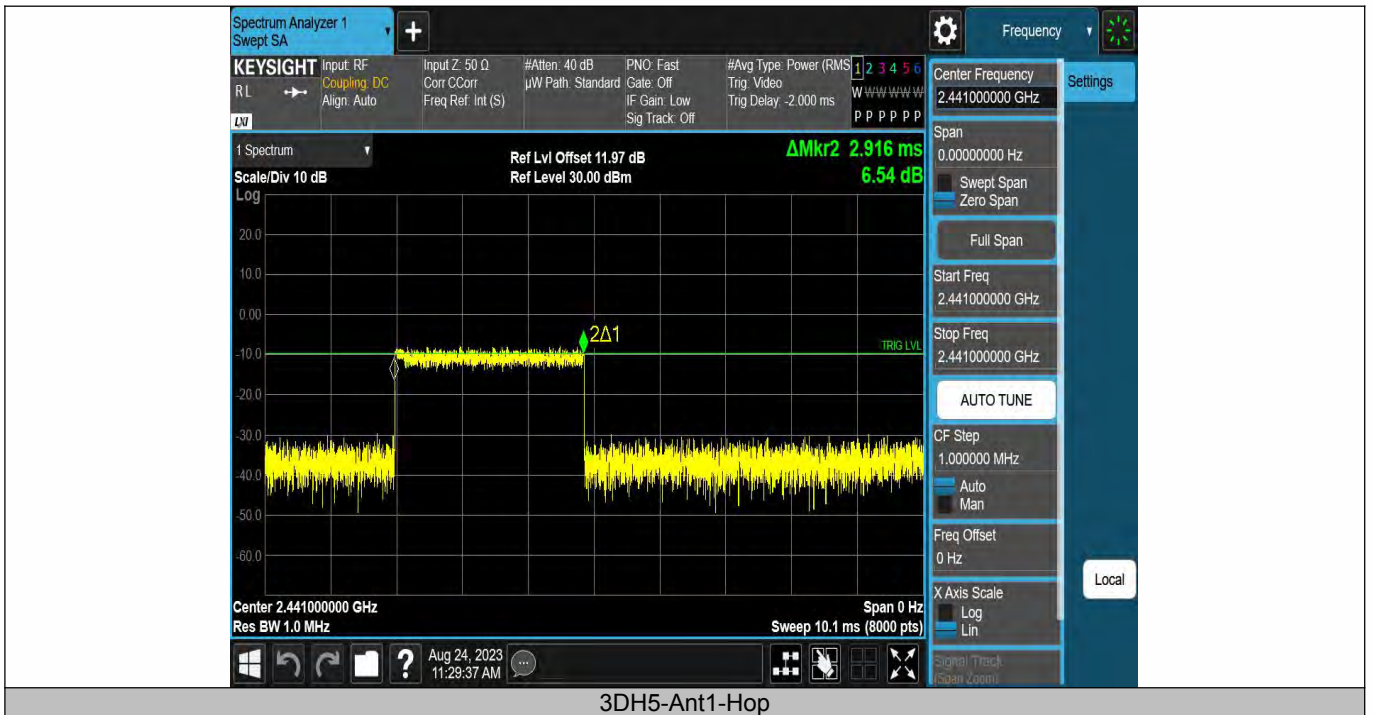 Spectrum Analyzer 1
Swept SA
+
Frequency
KEYSIGHT
RL
LXI
Input: RF
Coupling: DC
Align: Auto
Input Z: 50 Ω
Corr CCorr
Freq Ref: Int (S)
#Atten: 40 dB
µW Path: Standard
PNO: Fast
Gate: Off
IF Gain: Low
Sig Track: Off
#Avg Type: Power (RMS
Trig: Video
Trig Delay: -2.000 ms
1 2 3 4 5 6
W W W W W W
P P P P P P
1 Spectrum
Scale/Div 10 dB
Log
Ref Lvl Offset 11.97 dB
Ref Level 30.00 dBm
ΔMkr2 2.916 ms
6.54 dB
20.0
10.0
0.00
-10.0
-20.0
-30.0
-40.0
-50.0
-60.0
2Δ1
TRIG LVL
Center 2.441000000 GHz
Res BW 1.0 MHz
Span 0 Hz
Sweep 10.1 ms (8000 pts)
Center Frequency
2.441000000 GHz
Settings
Span
0.00000000 Hz
Swept Span
Zero Span
Full Span
Start Freq
2.441000000 GHz
Stop Freq
2.441000000 GHz
AUTO TUNE
CF Step
1.000000 MHz
Auto
Man
Freq Offset
0 Hz
X Axis Scale
Log
Lin
Signal Track
(Span Zoom)
Local
?
Aug 24, 2023
11:29:37 AM
3DH5-Ant1-Hop